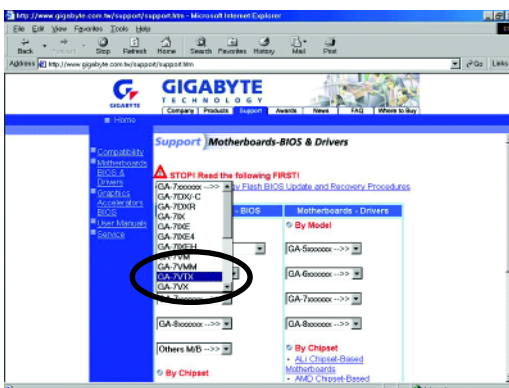 http://www.gigabyte.com.tw/support/support.htm - Microsoft Internet Explorer
File Edit View Favorites Tools Help
Back Stop Refresh Home Search Favorites History Mail Print
Address http://www.gigabyte.com.tw/support/support.htm Go Links
GIGABYTE
GIGABYTE
TECHNOLOGY
Company Products Support Awards News FAQ Where to Buy
Home
Support Motherboards-BIOS & Drivers
Compatibility
Motherboards
BIOS &
Drivers
Graphics
Accelerators
BIOS
User Manuals
Service
STOP! Read the following FIRST!
by Flash BIOS Update and Recovery Procedures
GA-7xxxxxx -->>
GA-7DX/-C
GA-7DXR
GA-7IX
GA-7IXE
GA-7IXE4
GA-7IXEH
GA-7VM
GA-7VMM
GA-7VTX
GA-7VX
- BIOS
GA-8xxxxxx -->>
Others M/B -->>
By Chipset
Motherboards - Drivers
By Model
GA-5xxxxxx -->>
GA-6xxxxxx -->>
GA-7xxxxxx -->>
GA-8xxxxxx -->>
By Chipset
- ALi Chipset-Based
Motherboards
- AMD Chipset-Based